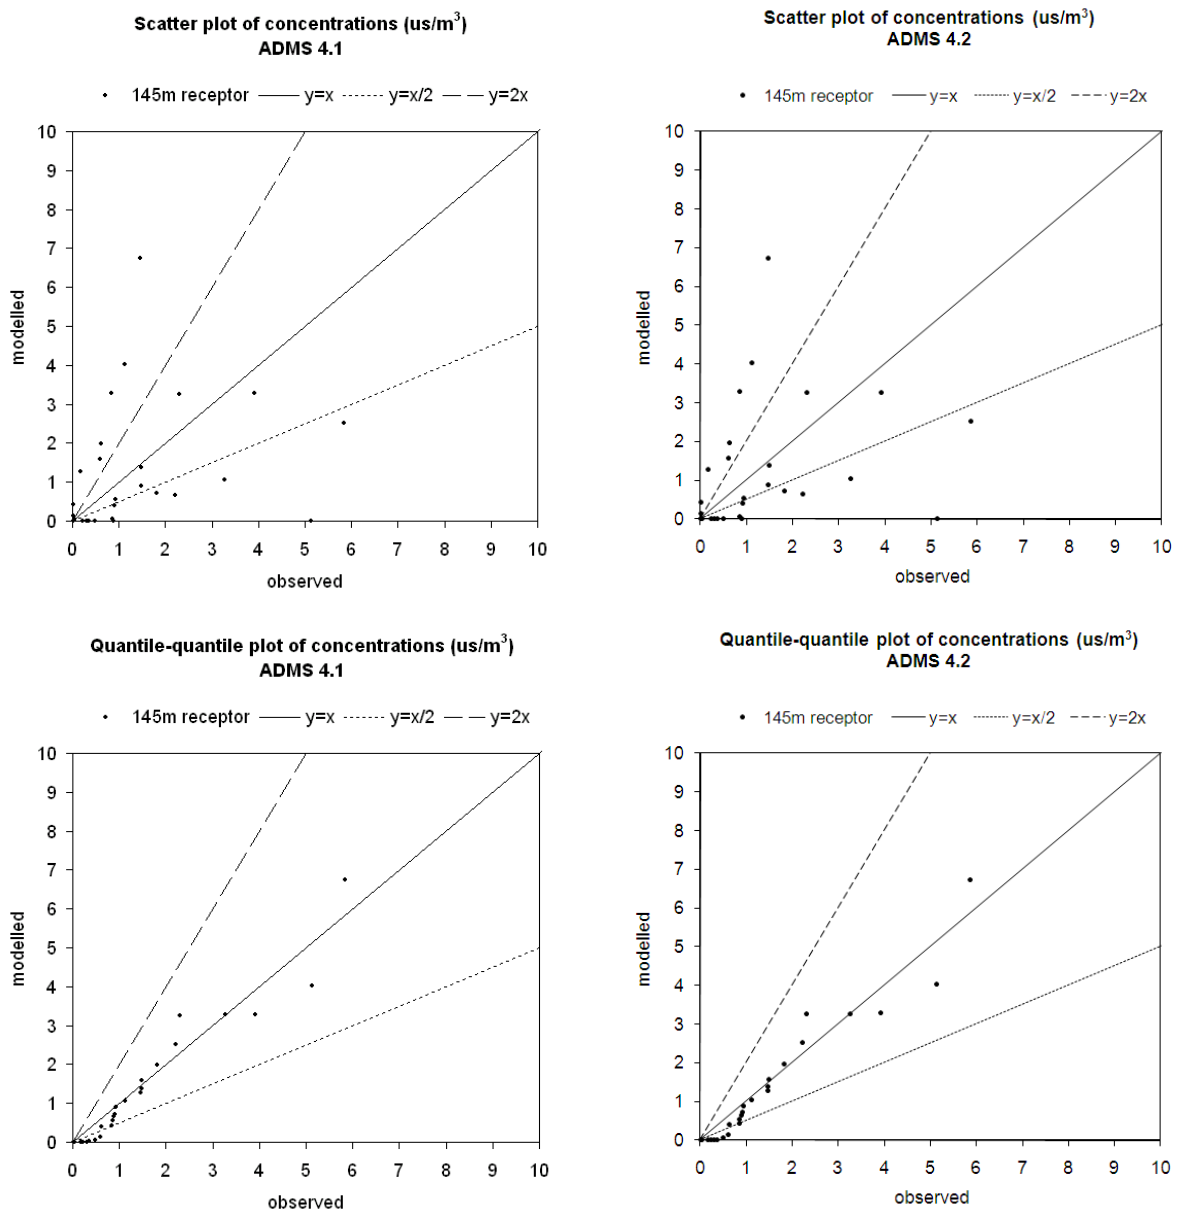 Scatter plot of concentrations (us/m³)
ADMS 4.1
145m receptor y=x y=x/2 y=2x
10
9
8
7
6
5
4
3
2
1
0
modelled
0 1 2 3 4 5 6 7 8 9 10
observed
Scatter plot of concentrations (us/m³)
ADMS 4.2
145m receptor y=x y=x/2 y=2x
10
9
8
7
6
5
4
3
2
1
0
modelled
0 1 2 3 4 5 6 7 8 9 10
observed
Quantile-quantile plot of concentrations (us/m³)
ADMS 4.1
145m receptor y=x y=x/2 y=2x
10
9
8
7
6
5
4
3
2
1
0
modelled
0 1 2 3 4 5 6 7 8 9 10
observed
Quantile-quantile plot of concentrations (us/m³)
ADMS 4.2
145m receptor y=x y=x/2 y=2x
10
9
8
7
6
5
4
3
2
1
0
modelled
0 1 2 3 4 5 6 7 8 9 10
observed